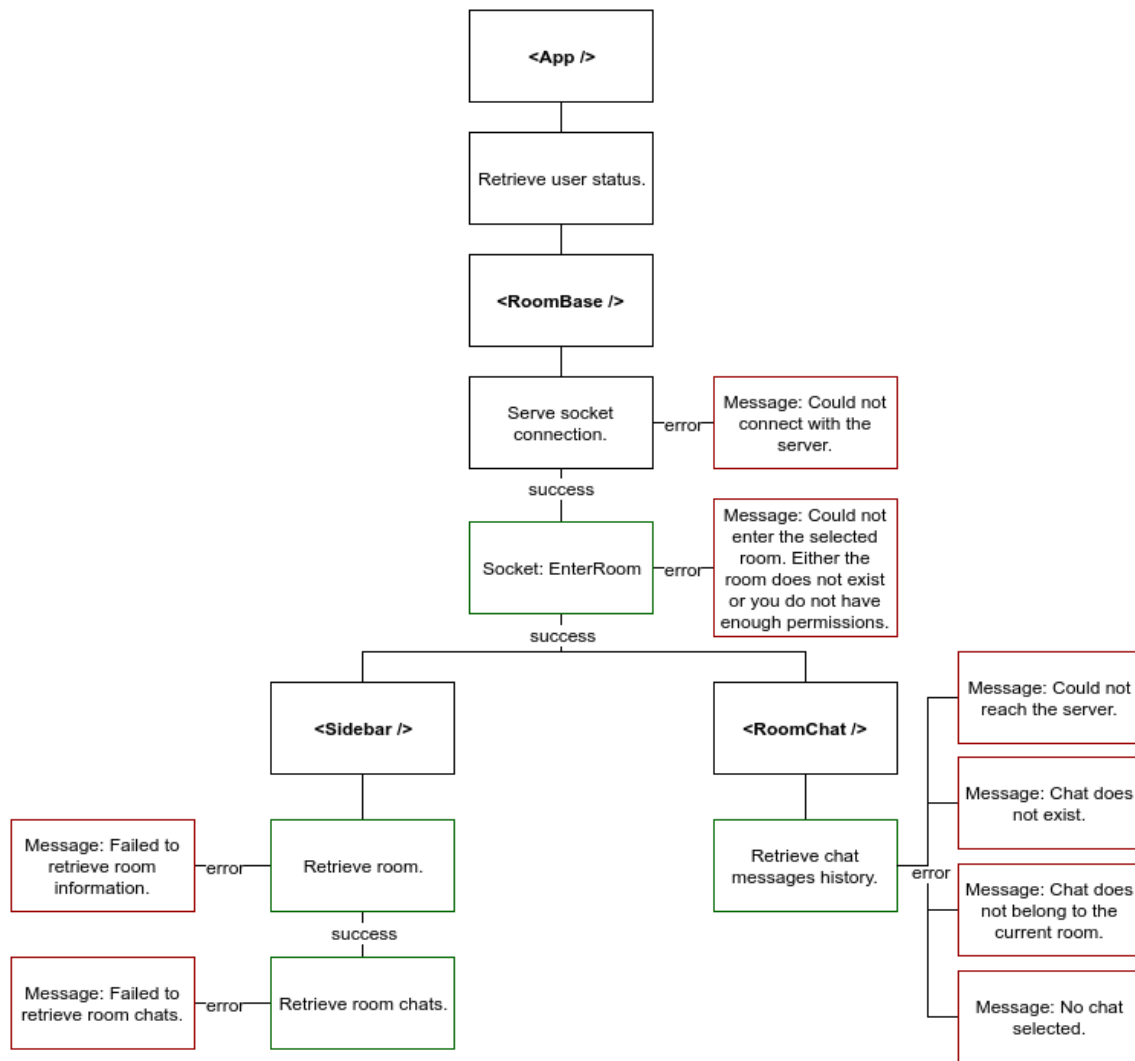 <App />
Retrieve user status.
<RoomBase />
Serve socket
connection.
error
Message: Could not
connect with the
server.
success
Socket: EnterRoom
error
Message: Could not
enter the selected
room. Either the
room does not exist
or you do not have
enough permissions.
success
<Sidebar />
<RoomChat />
Message: Could not
reach the server.
Message: Chat does
not exist.
Message: Failed to
retrieve room
information.
error
Retrieve room.
Retrieve chat
messages history.
error
Message: Chat does
not belong to the
current room.
success
Message: Failed to
retrieve room chats.
error
Retrieve room chats.
Message: No chat
selected.